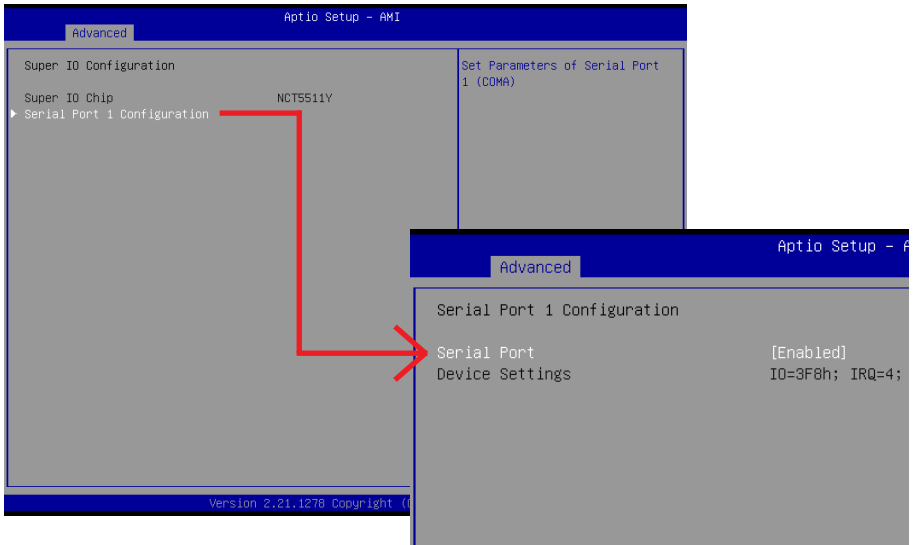 Aptio Setup – AMI
Advanced
Super IO Configuration
Set Parameters of Serial Port
1 (COMA)
Super IO Chip NCT5511Y
Serial Port 1 Configuration
Version 2.21.1278 Copyright (
Aptio Setup – A
Advanced
Serial Port 1 Configuration
Serial Port [Enabled]
Device Settings IO=3F8h; IRQ=4;